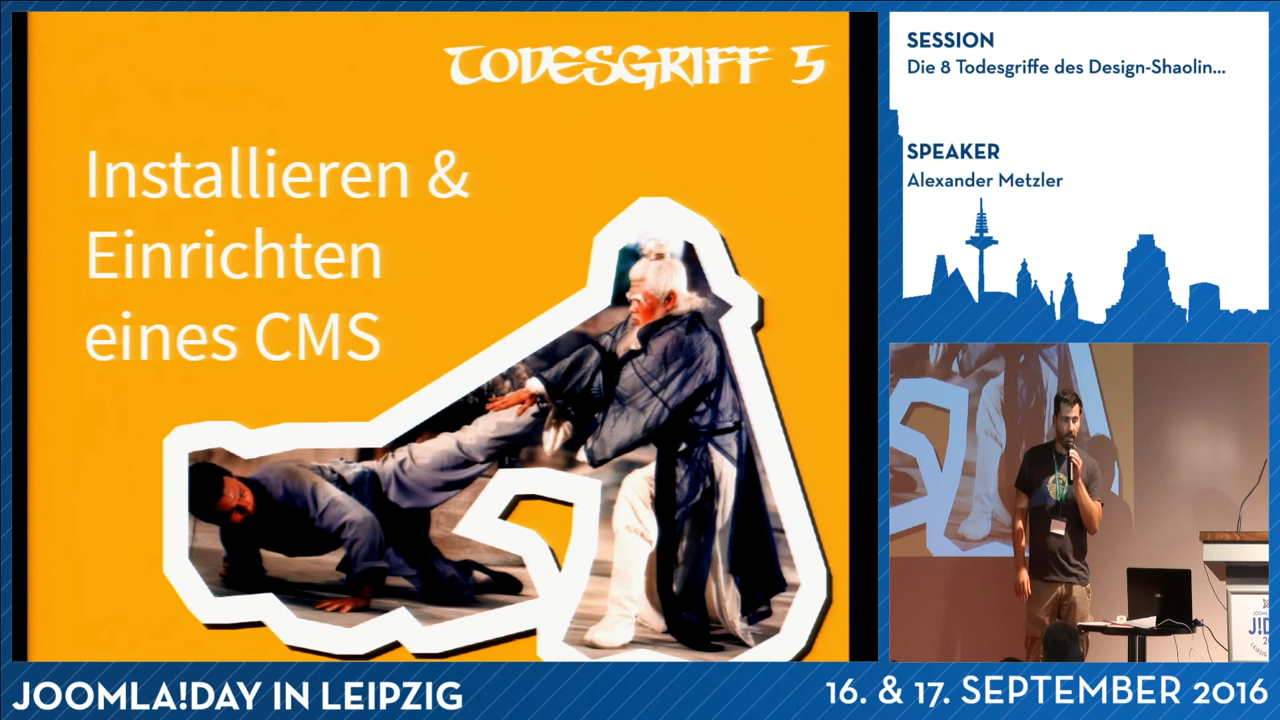 TODESGRIFF 5
Installieren &
Einrichten
eines CMS
SESSION
Die 8 Todesgriffe des Design-Shaolin...
SPEAKER
Alexander Metzler
JOOMLA!DAY IN LEIPZIG
16. & 17. SEPTEMBER 2016